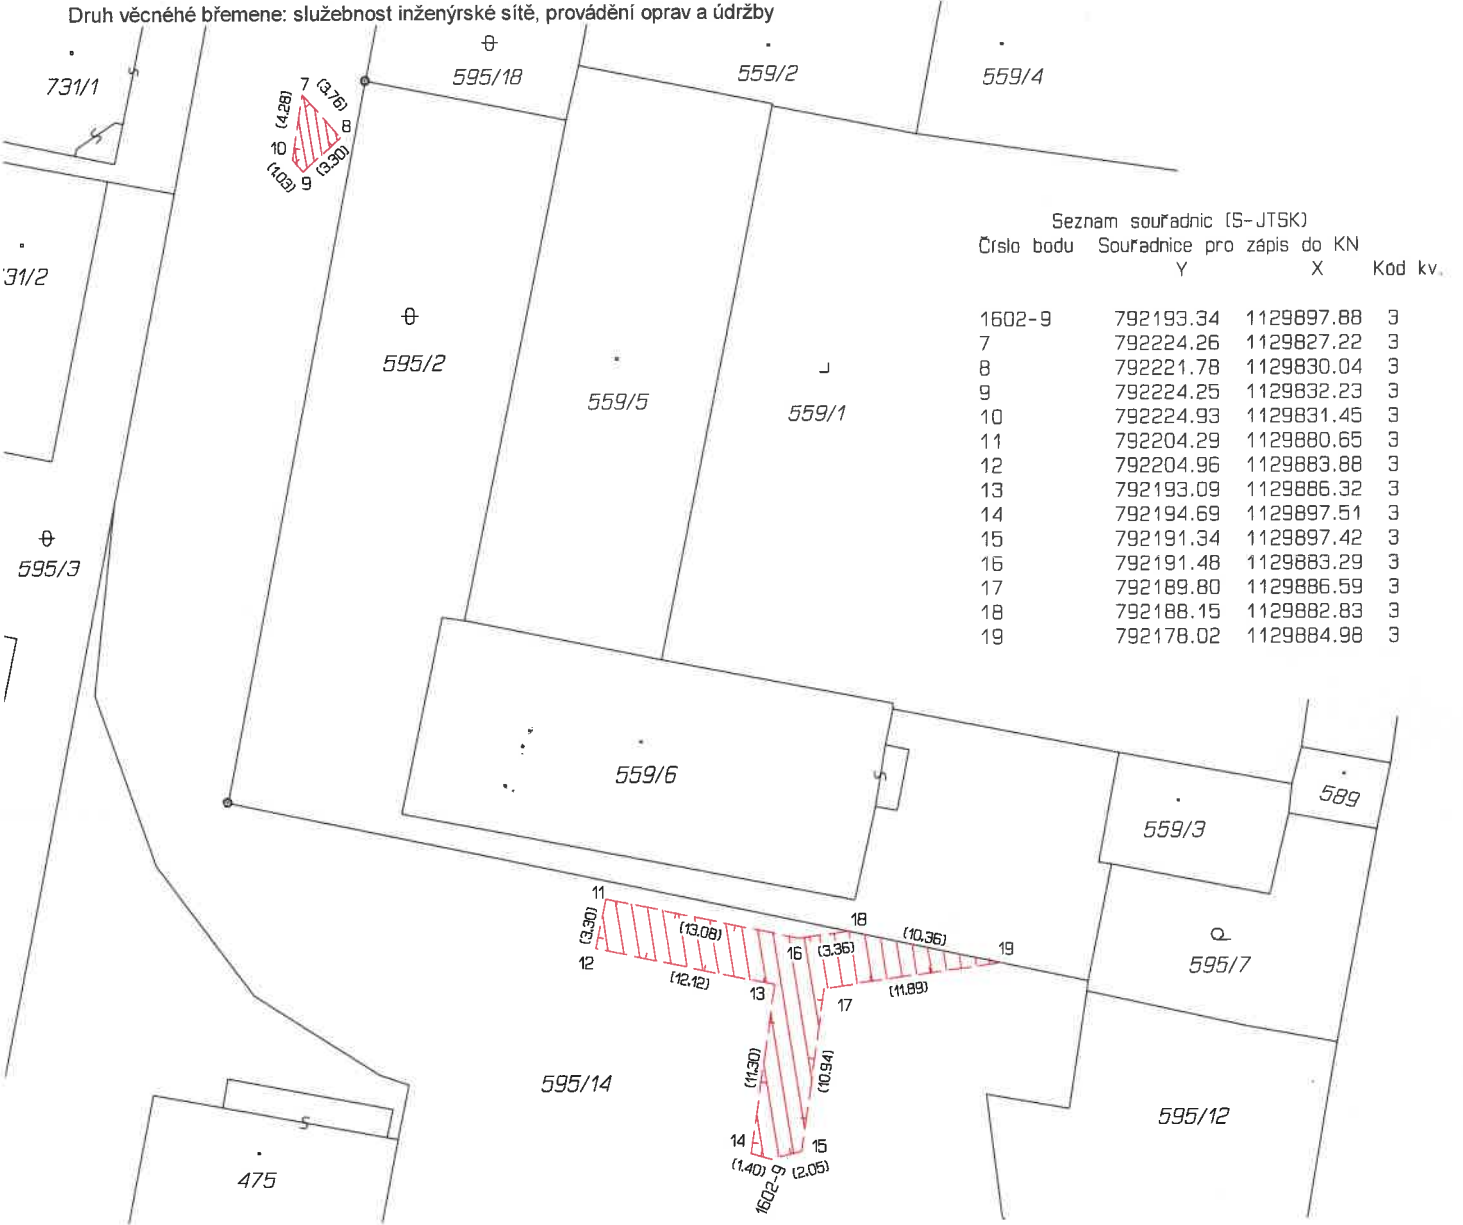 Druh věcného břemene: služebnost inženýrské sítě, provádění oprav a údržby
731/1
595/18
559/2
559/4
7
(3.76)
(4.28)
8
10
(3.30)
(1.03)
9
31/2
Seznam souřadnic (S-JTSK)
Číslo bodu Souřadnice pro zápis do KN
Y X Kód kv.
1602-9 792193.34 1129897.88 3
7 792224.26 1129827.22 3
8 792221.78 1129830.04 3
9 792224.25 1129832.23 3
10 792224.93 1129831.45 3
11 792204.29 1129880.65 3
12 792204.96 1129883.88 3
13 792193.09 1129886.32 3
14 792194.69 1129897.51 3
15 792191.34 1129897.42 3
16 792191.48 1129883.29 3
17 792189.80 1129886.59 3
18 792188.15 1129882.83 3
19 792178.02 1129884.98 3
595/2
559/5
559/1
595/3
559/6
559/3
589
11
(3.30)
(13.08)
18
(10.36)
19
12
16
(3.36)
(12.12)
13
17
(11.89)
595/7
(11.30)
(10.94)
595/14
595/12
14
15
(1.40)
1602-9
(2.05)
475